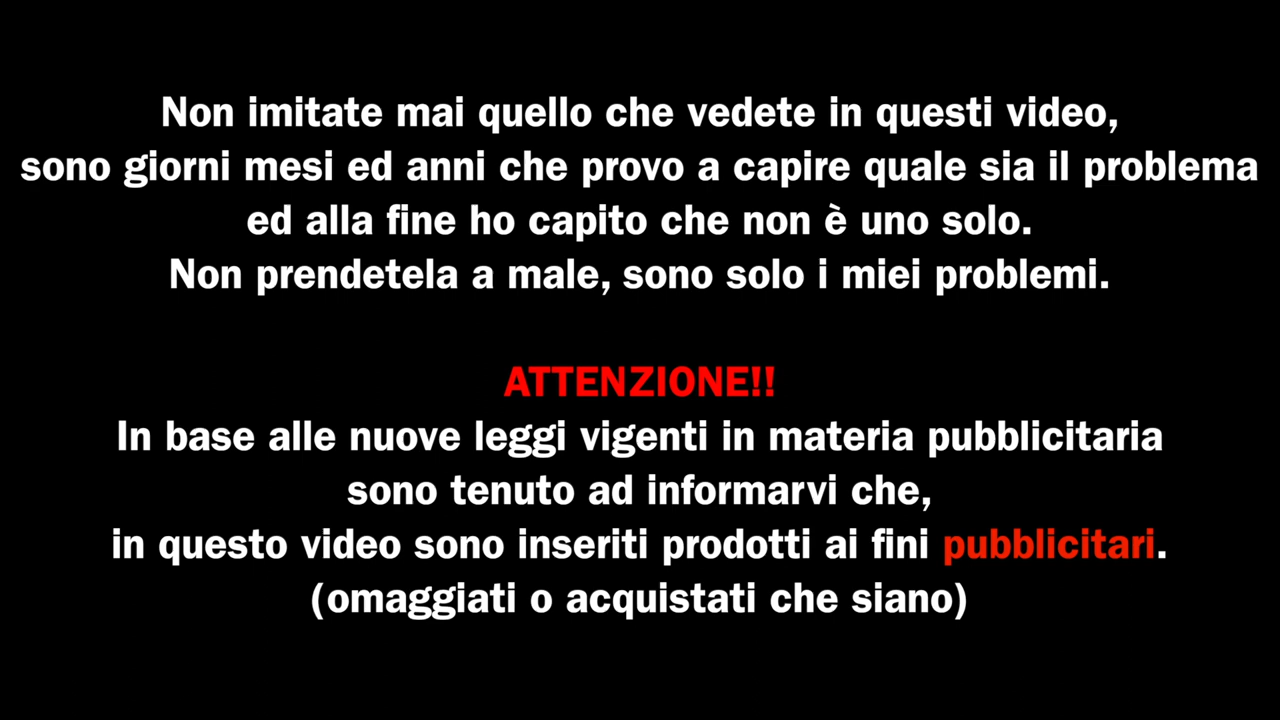 Non imitate mai quello che vedete in questi video,
sono giorni mesi ed anni che provo a capire quale sia il problema
ed alla fine ho capito che non è uno solo.
Non prendetela a male, sono solo i miei problemi.
ATTENZIONE!!
In base alle nuove leggi vigenti in materia pubblicitaria
sono tenuto ad informarvi che,
in questo video sono inseriti prodotti ai fini pubblicitari.
(omaggiati o acquistati che siano)